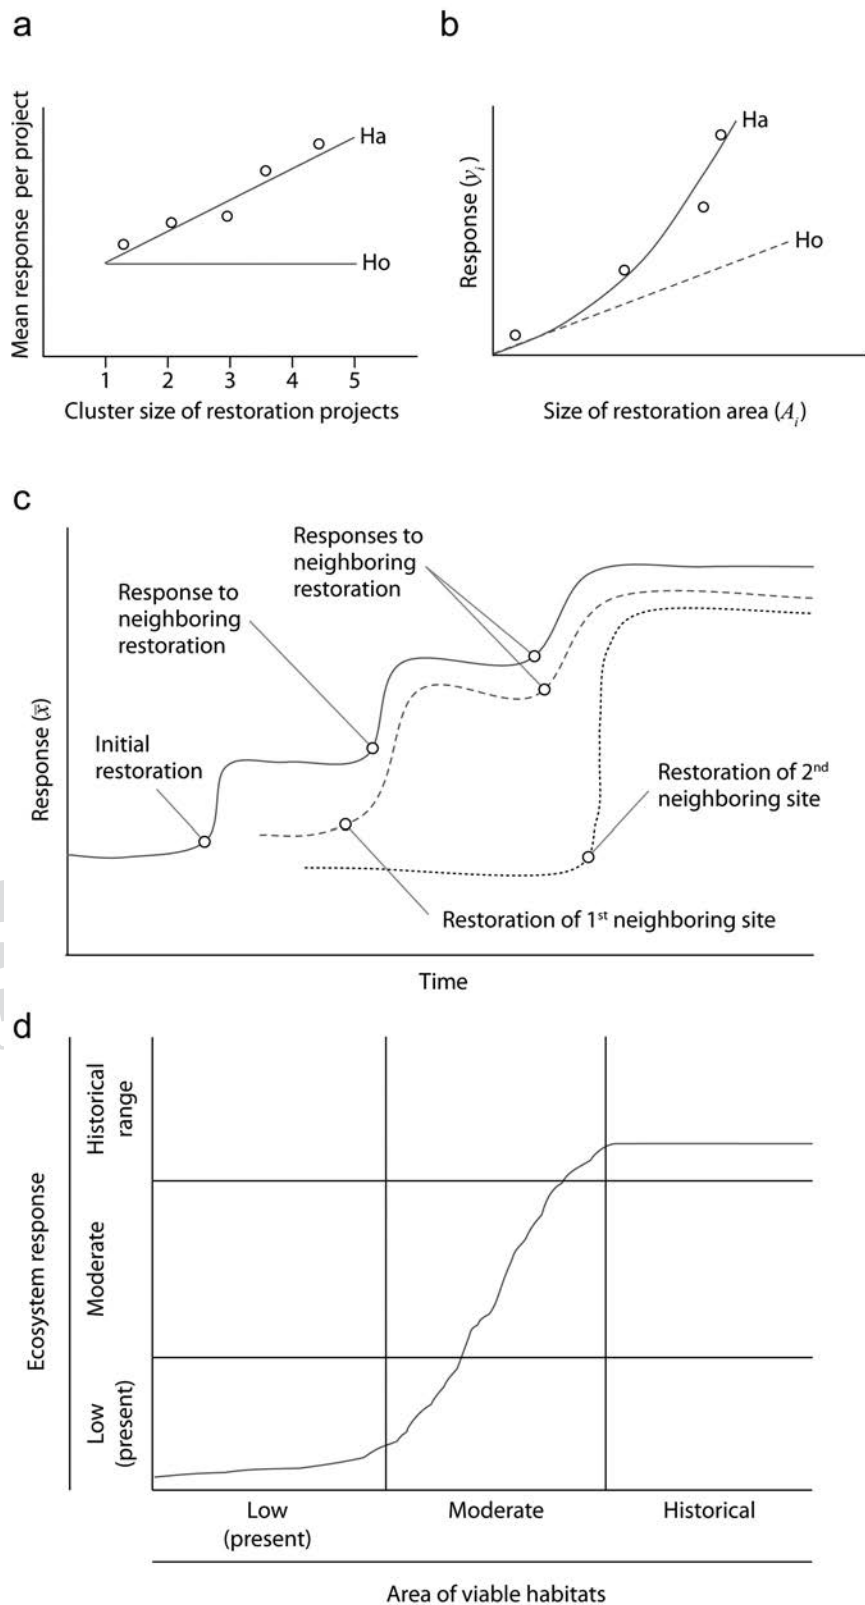 a
Mean response per project
Ha
Ho
1 2 3 4 5
Cluster size of restoration projects
b
Response (yᵢ)
Ha
Ho
Size of restoration area (Aᵢ)
c
Response (x̅)
Responses to
neighboring
restoration
Response to
neighboring
restoration
Initial
restoration
Restoration of 2ⁿᵈ
neighboring site
Restoration of 1ˢᵗ neighboring site
Time
d
Ecosystem response
Historical
range
Moderate
Low
(present)
Low
(present)
Moderate
Historical
Area of viable habitats